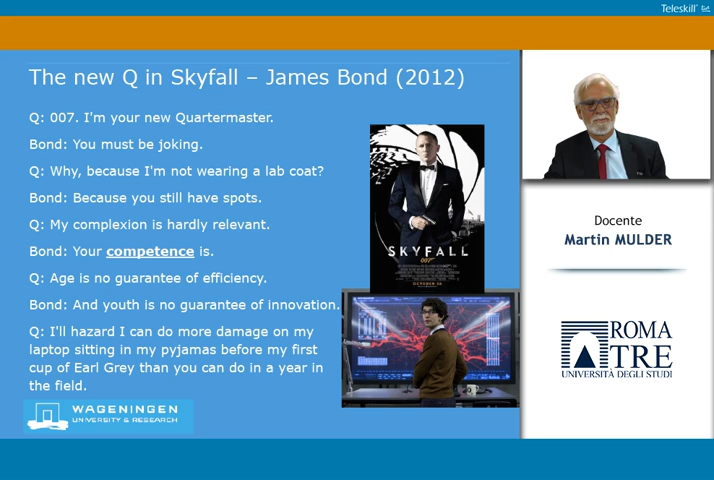 Teleskill
The new Q in Skyfall – James Bond (2012)
Q: 007. I'm your new Quartermaster.
Bond: You must be joking.
Q: Why, because I'm not wearing a lab coat?
Bond: Because you still have spots.
Q: My complexion is hardly relevant.
Bond: Your competence is.
Q: Age is no guarantee of efficiency.
Bond: And youth is no guarantee of innovation.
Q: I'll hazard I can do more damage on my
laptop sitting in my pyjamas before my first
cup of Earl Grey than you can do in a year in
the field.
SKYFALL
007
OCTOBER 26
WAGENINGEN
UNIVERSITY & RESEARCH
Docente
Martin MULDER
ROMA
TRE
UNIVERSITÀ DEGLI STUDI